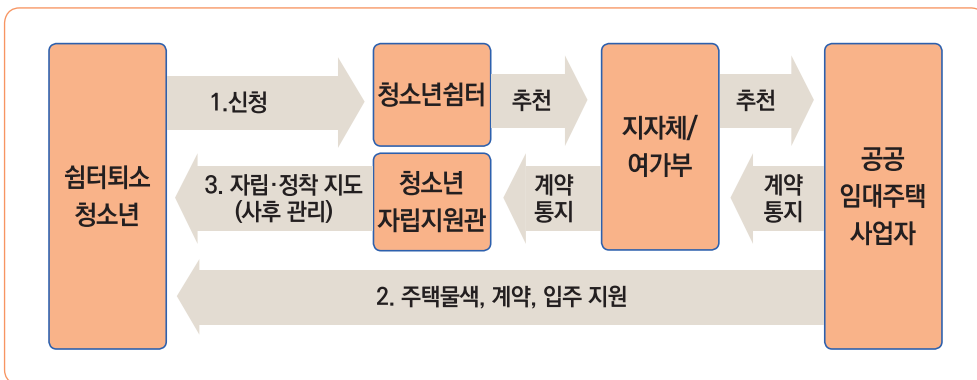 쉼터퇴소
청소년
1.신청
청소년쉼터
추천
지자체/
여가부
추천
공공
임대주택
사업자
3. 자립·정착 지도
(사후 관리)
청소년
자립지원관
계약
통지
계약
통지
2. 주택물색, 계약, 입주 지원